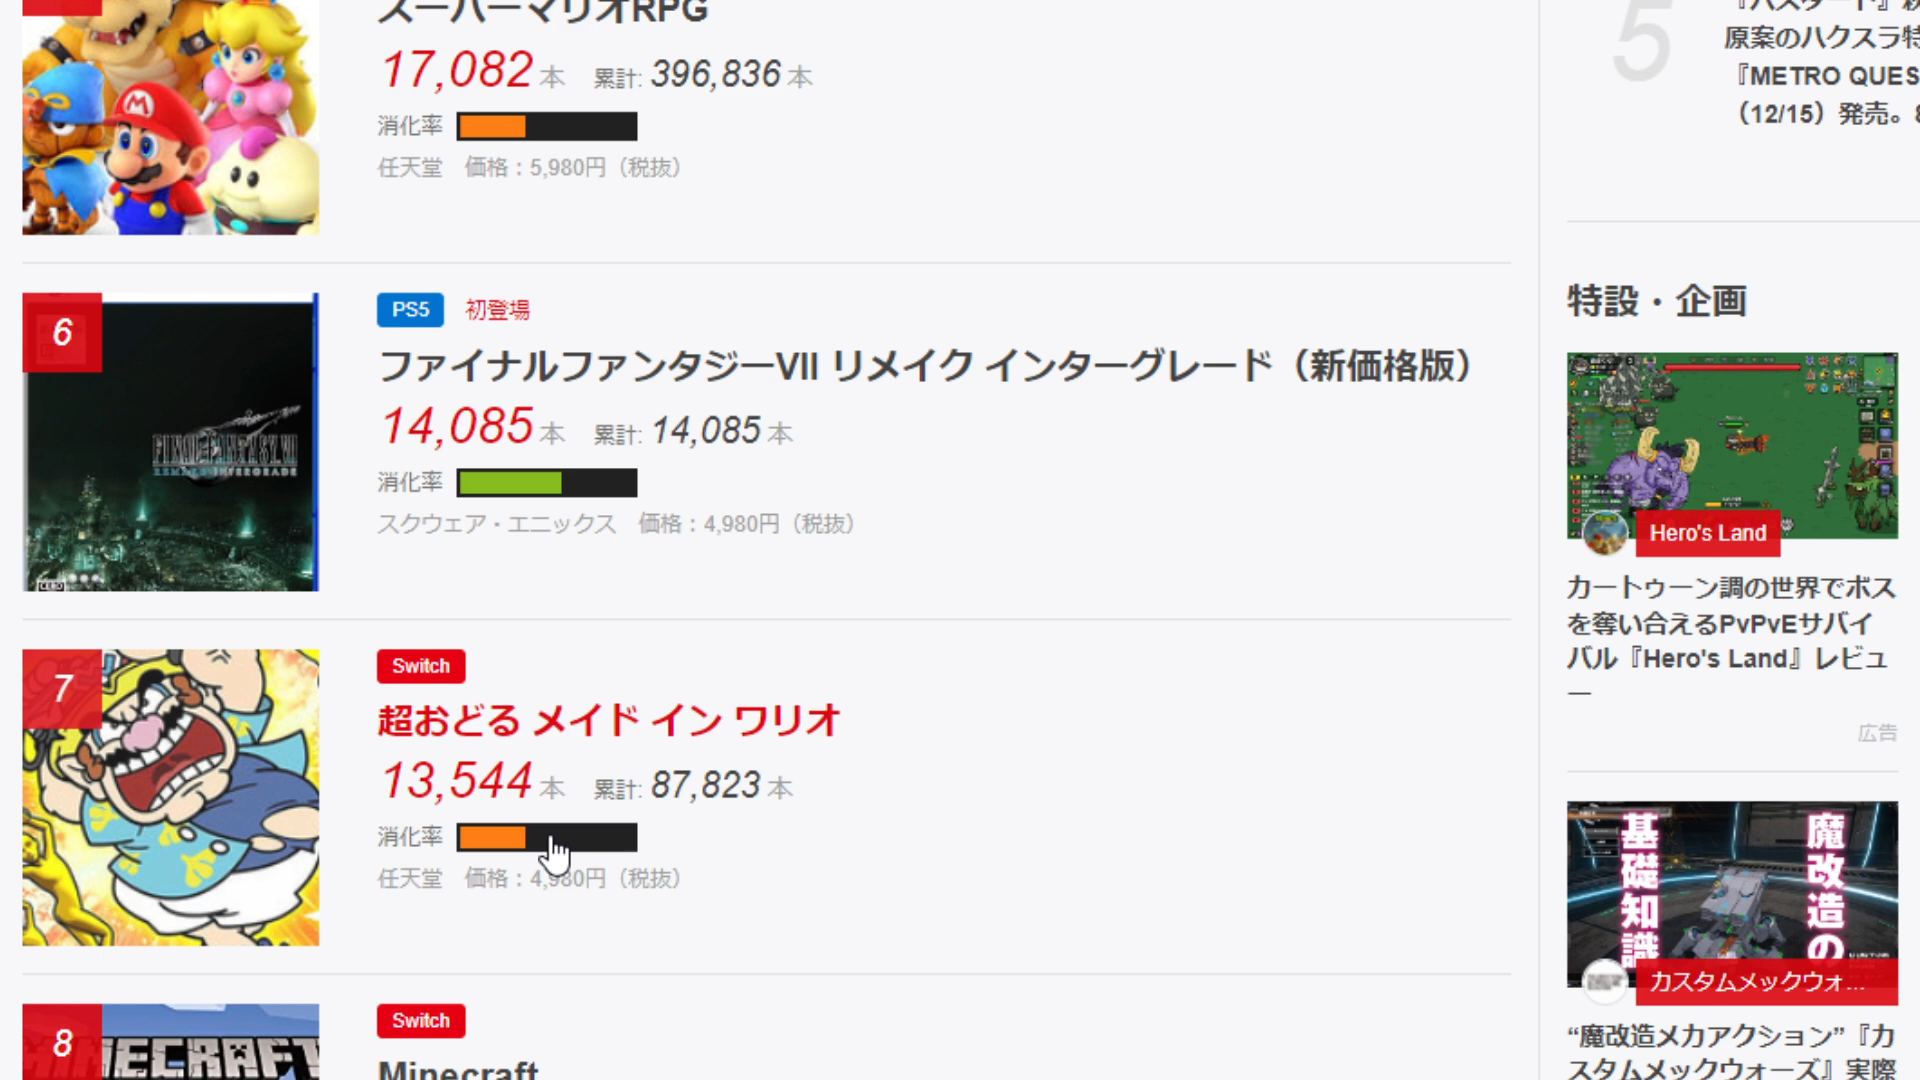 スーパーマリオRPG
17,082本 累計: 396,836本
消化率
任天堂 価格：5,980円（税抜）
6
PS5 初登場
ファイナルファンタジーVII リメイク インターグレード（新価格版）
14,085本 累計: 14,085本
消化率
スクウェア・エニックス 価格：4,980円（税抜）
7
Switch
超おどる メイド イン ワリオ
13,544本 累計: 87,823本
消化率
任天堂 価格：4,980円（税抜）
8
Switch
Minecraft
5
原案のハクスラ特
『METRO QUES
（12/15）発売。8
特設・企画
Hero's Land
カートゥーン調の世界でボス
を奪い合えるPvPvEサバイ
バル『Hero's Land』レビュ
ー
広告
魔改造の
基礎知識
カスタムメックウォ...
“魔改造メカアクション”『カ
スタムメックウォーズ』実際